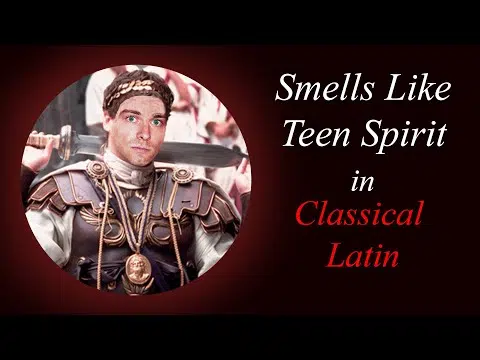 Smells Like
Teen Spirit
in
Classical
Latin